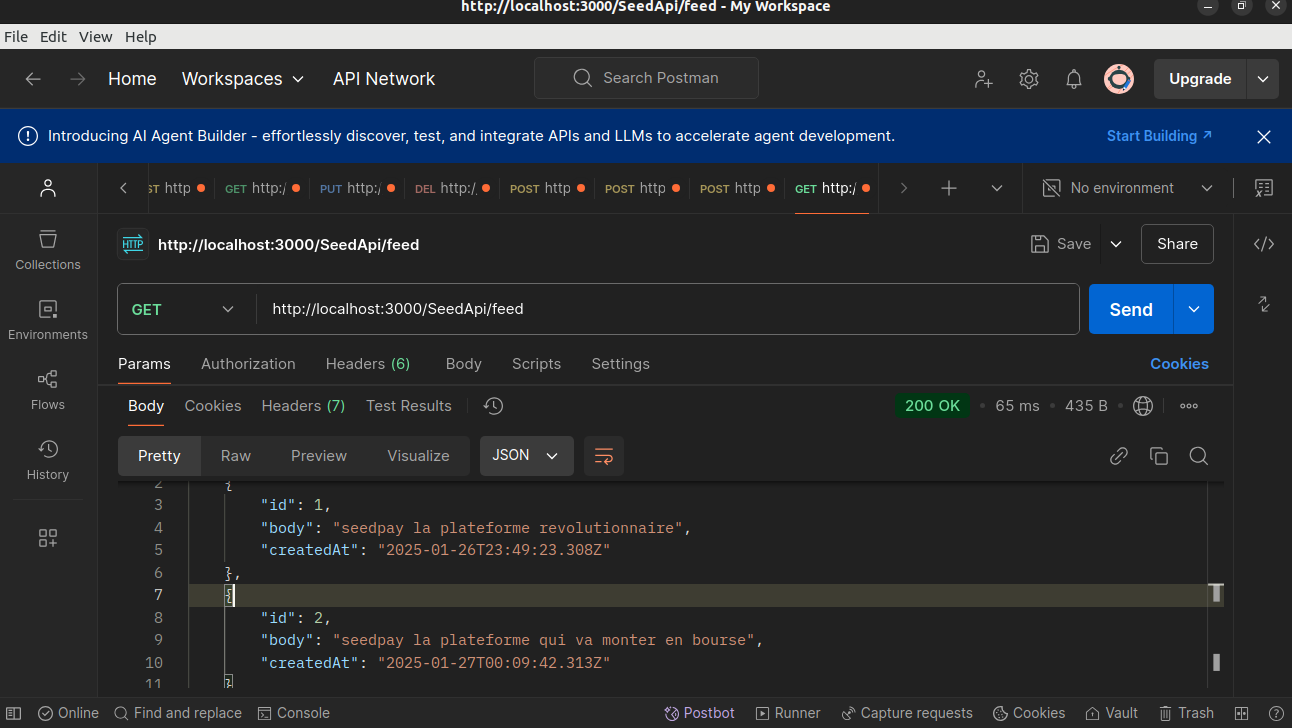 http://localhost:3000/SeedApi/feed - My Workspace
File Edit View Help
Home Workspaces API Network Search Postman Upgrade
Introducing AI Agent Builder - effortlessly discover, test, and integrate APIs and LLMs to accelerate agent development. Start Building
ST http GET http:/ PUT http:/ DEL http:/. POST http POST http POST http GET http:/ No environment
HTTP http://localhost:3000/SeedApi/feed Save Share
Collections
GET http://localhost:3000/SeedApi/feed Send
Environments
Params Authorization Headers (6) Body Scripts Settings Cookies
Flows
Body Cookies Headers (7) Test Results 200 OK 65 ms 435 B
History
Pretty Raw Preview Visualize JSON
2 {
3 "id": 1,
4 "body": "seedpay la plateforme revolutionnaire",
5 "createdAt": "2025-01-26T23:49:23.308Z"
6 },
7 {
8 "id": 2,
9 "body": "seedpay la plateforme qui va monter en bourse",
10 "createdAt": "2025-01-27T00:09:42.313Z"
11 }
Online Find and replace Console Postbot Runner Capture requests Cookies Vault Trash